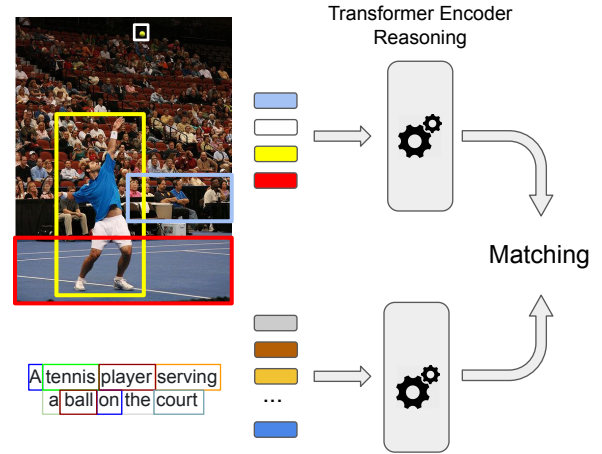 Transformer Encoder
Reasoning
Matching
A tennis player serving
a ball on the court
...